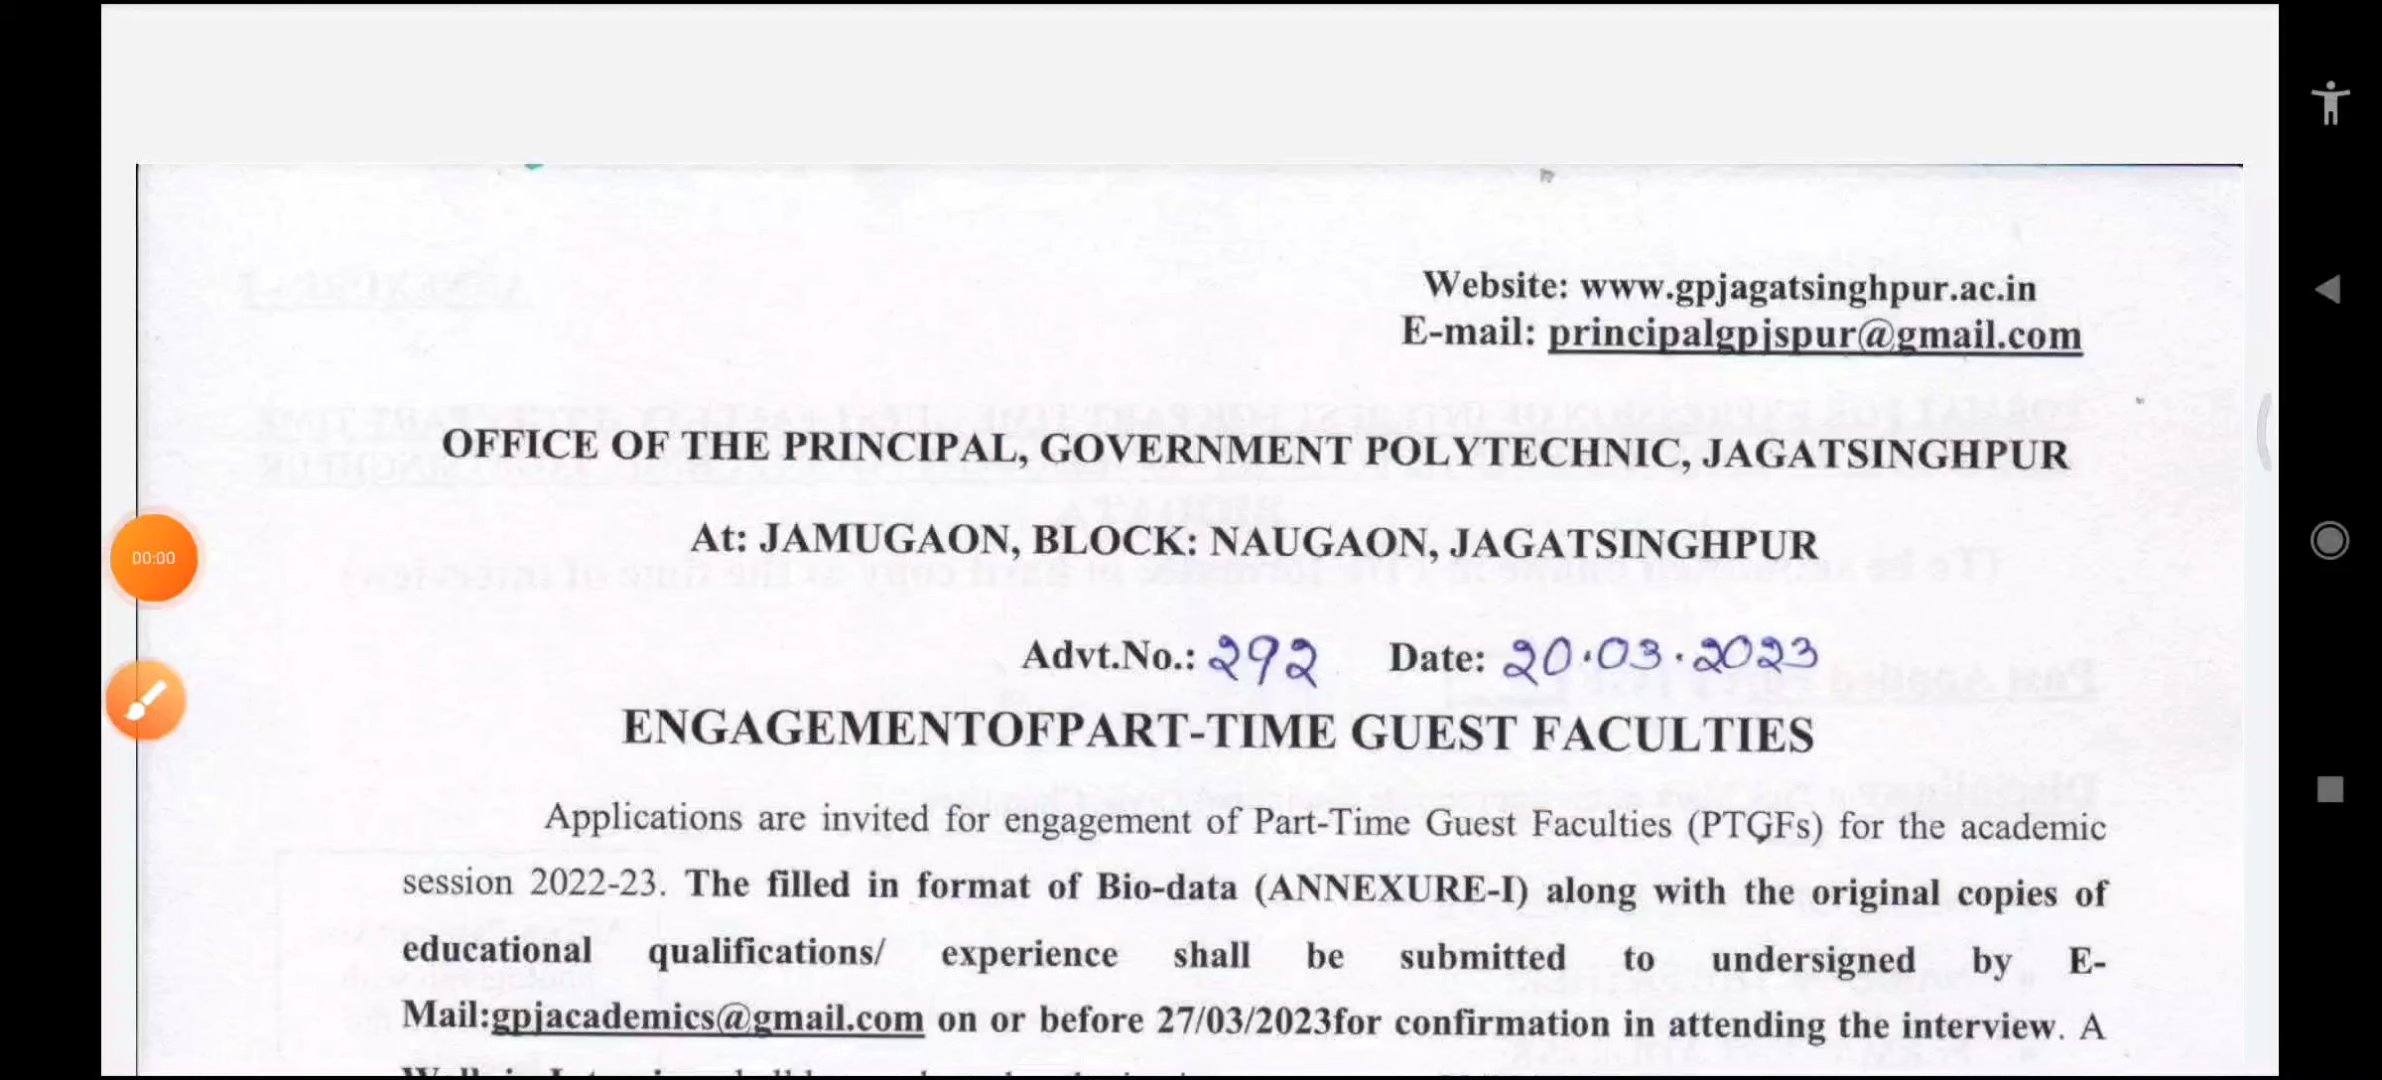 Website: www.gpjagatsinghpur.ac.in
E-mail: principalgpjspur@gmail.com
OFFICE OF THE PRINCIPAL, GOVERNMENT POLYTECHNIC, JAGATSINGHPUR
At: JAMUGAON, BLOCK: NAUGAON, JAGATSINGHPUR
Advt.No.: 292 Date: 20.03.2023
ENGAGEMENTOFPART-TIME GUEST FACULTIES
Applications are invited for engagement of Part-Time Guest Faculties (PTGFs) for the academic
session 2022-23. The filled in format of Bio-data (ANNEXURE-I) along with the original copies of
educational qualifications/ experience shall be submitted to undersigned by E-
Mail:gpjacademics@gmail.com on or before 27/03/2023for confirmation in attending the interview. A
00:00